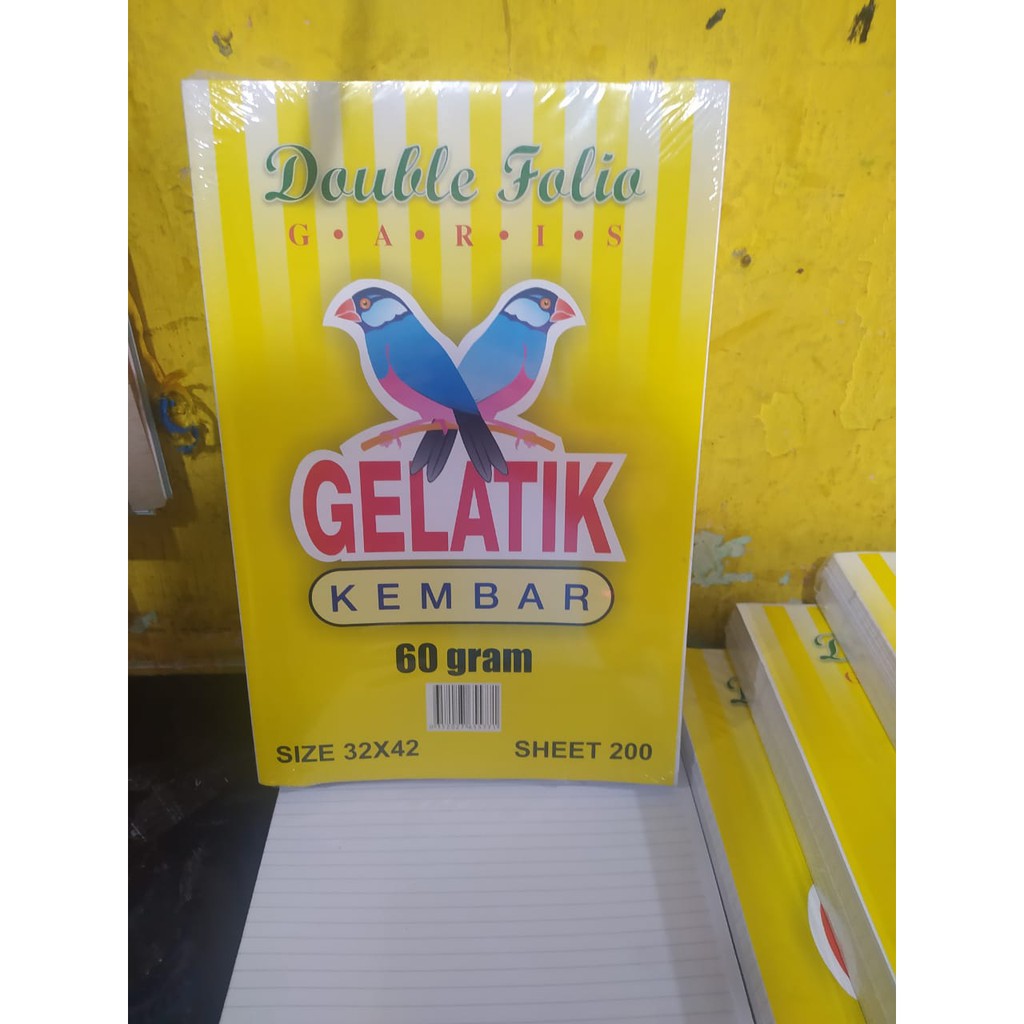 Double Folio
G•A•R•I•S
GELATIK
KEMBAR
60 gram
SIZE 32X42
SHEET 200